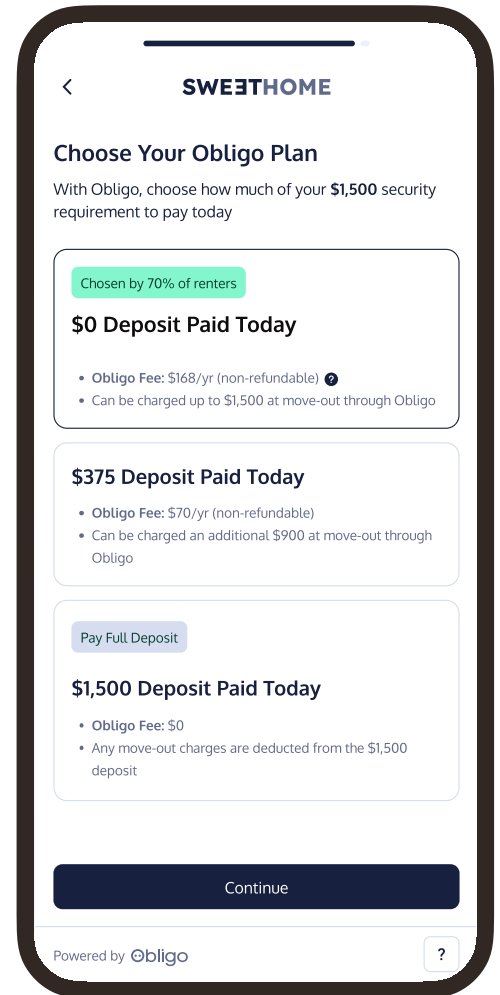 SWEETHOME
Choose Your Obligo Plan
With Obligo, choose how much of your $1,500 security
requirement to pay today
Chosen by 70% of renters
$0 Deposit Paid Today
• Obligo Fee: $168/yr (non-refundable) ?
• Can be charged up to $1,500 at move-out through Obligo
$375 Deposit Paid Today
• Obligo Fee: $70/yr (non-refundable)
• Can be charged an additional $900 at move-out through
Obligo
Pay Full Deposit
$1,500 Deposit Paid Today
• Obligo Fee: $0
• Any move-out charges are deducted from the $1,500
deposit
Continue
Powered by Obligo
?